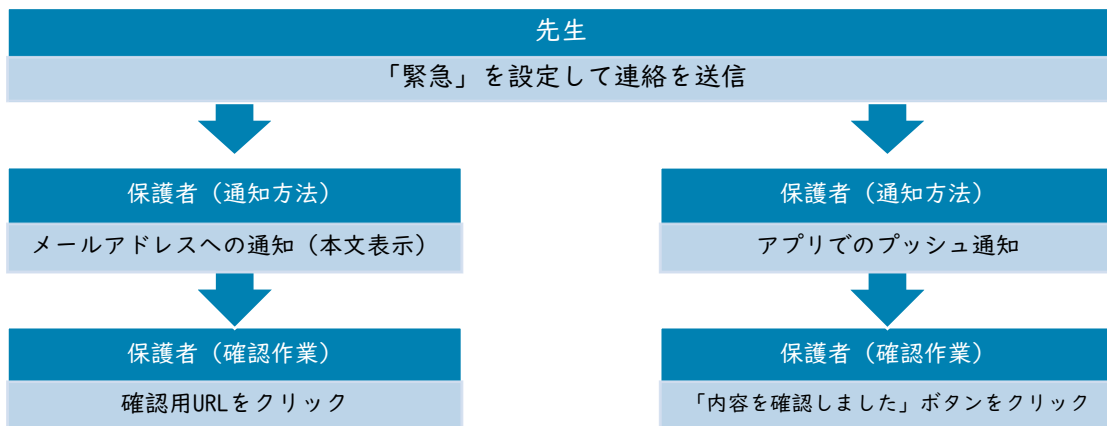 先生
「緊急」を設定して連絡を送信
保護者（通知方法）
メールアドレスへの通知（本文表示）
保護者（確認作業）
確認用URLをクリック
保護者（通知方法）
アプリでのプッシュ通知
保護者（確認作業）
「内容を確認しました」ボタンをクリック